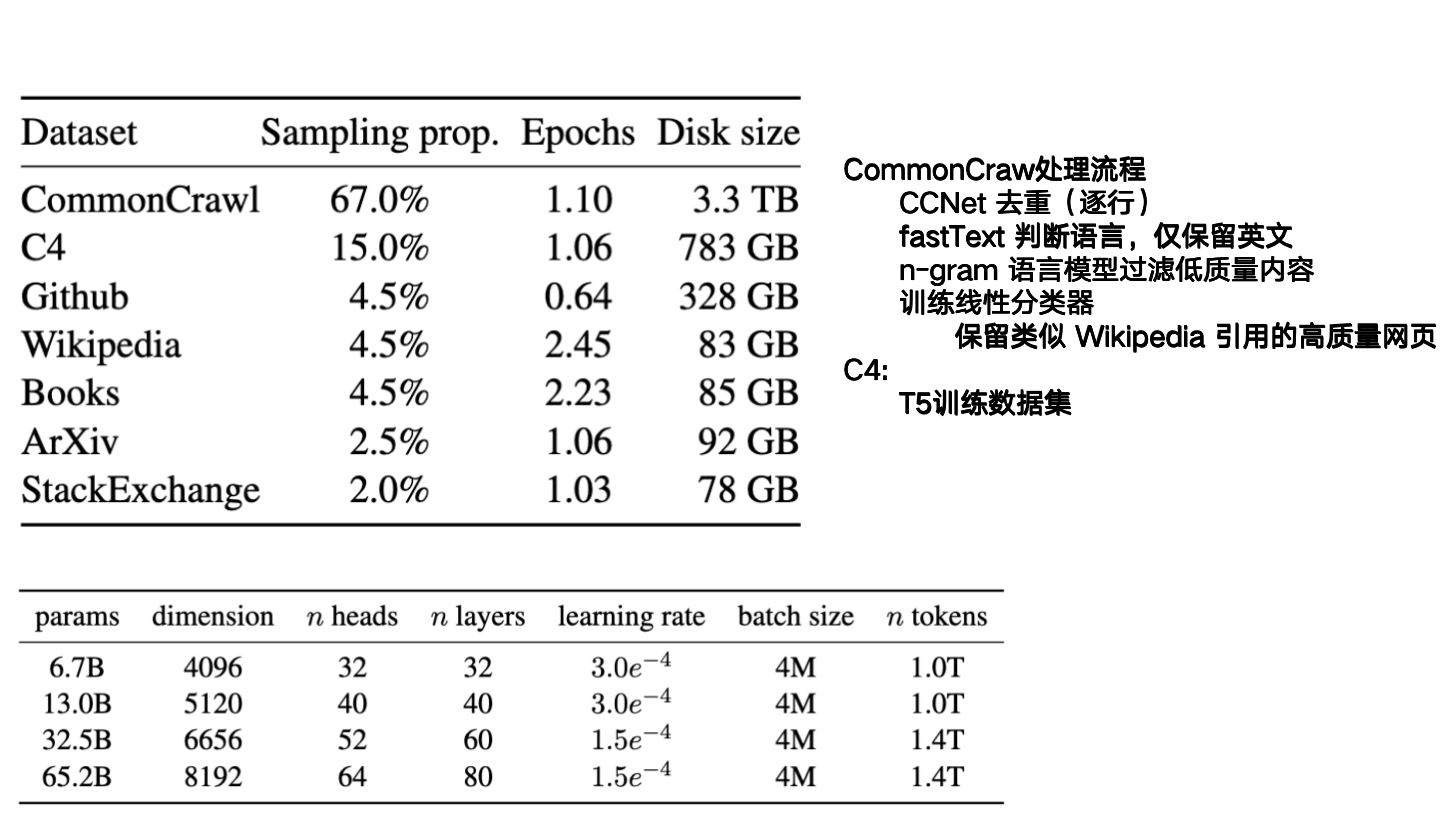 Dataset Sampling prop. Epochs Disk size
CommonCrawl 67.0% 1.10 3.3 TB
C4 15.0% 1.06 783 GB
Github 4.5% 0.64 328 GB
Wikipedia 4.5% 2.45 83 GB
Books 4.5% 2.23 85 GB
ArXiv 2.5% 1.06 92 GB
StackExchange 2.0% 1.03 78 GB
CommonCraw处理流程
CCNet 去重（逐行）
fastText 判断语言，仅保留英文
n-gram 语言模型过滤低质量内容
训练线性分类器
保留类似 Wikipedia 引用的高质量网页
C4:
T5训练数据集
params dimension n heads n layers learning rate batch size n tokens
6.7B 4096 32 32 3.0e⁻⁴ 4M 1.0T
13.0B 5120 40 40 3.0e⁻⁴ 4M 1.0T
32.5B 6656 52 60 1.5e⁻⁴ 4M 1.4T
65.2B 8192 64 80 1.5e⁻⁴ 4M 1.4T